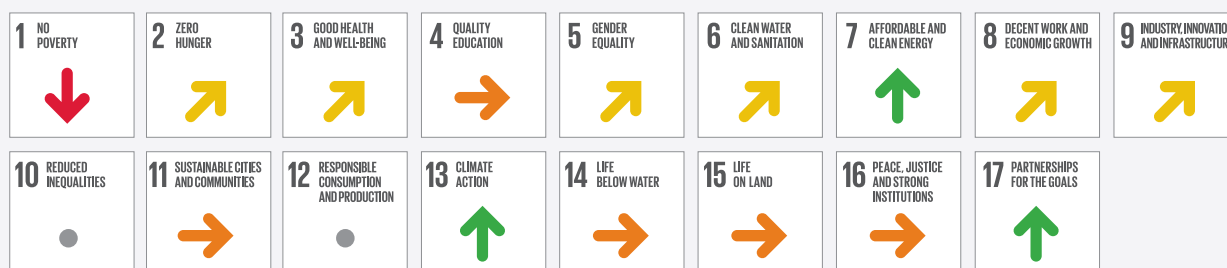 1 NO
POVERTY
2 ZERO
HUNGER
3 GOOD HEALTH
AND WELL-BEING
4 QUALITY
EDUCATION
5 GENDER
EQUALITY
6 CLEAN WATER
AND SANITATION
7 AFFORDABLE AND
CLEAN ENERGY
8 DECENT WORK AND
ECONOMIC GROWTH
9 INDUSTRY, INNOVATIO
AND INFRASTRUCTUR
10 REDUCED
INEQUALITIES
11 SUSTAINABLE CITIES
AND COMMUNITIES
12 RESPONSIBLE
CONSUMPTION
AND PRODUCTION
13 CLIMATE
ACTION
14 LIFE
BELOW WATER
15 LIFE
ON LAND
16 PEACE, JUSTICE
AND STRONG
INSTITUTIONS
17 PARTNERSHIPS
FOR THE GOALS